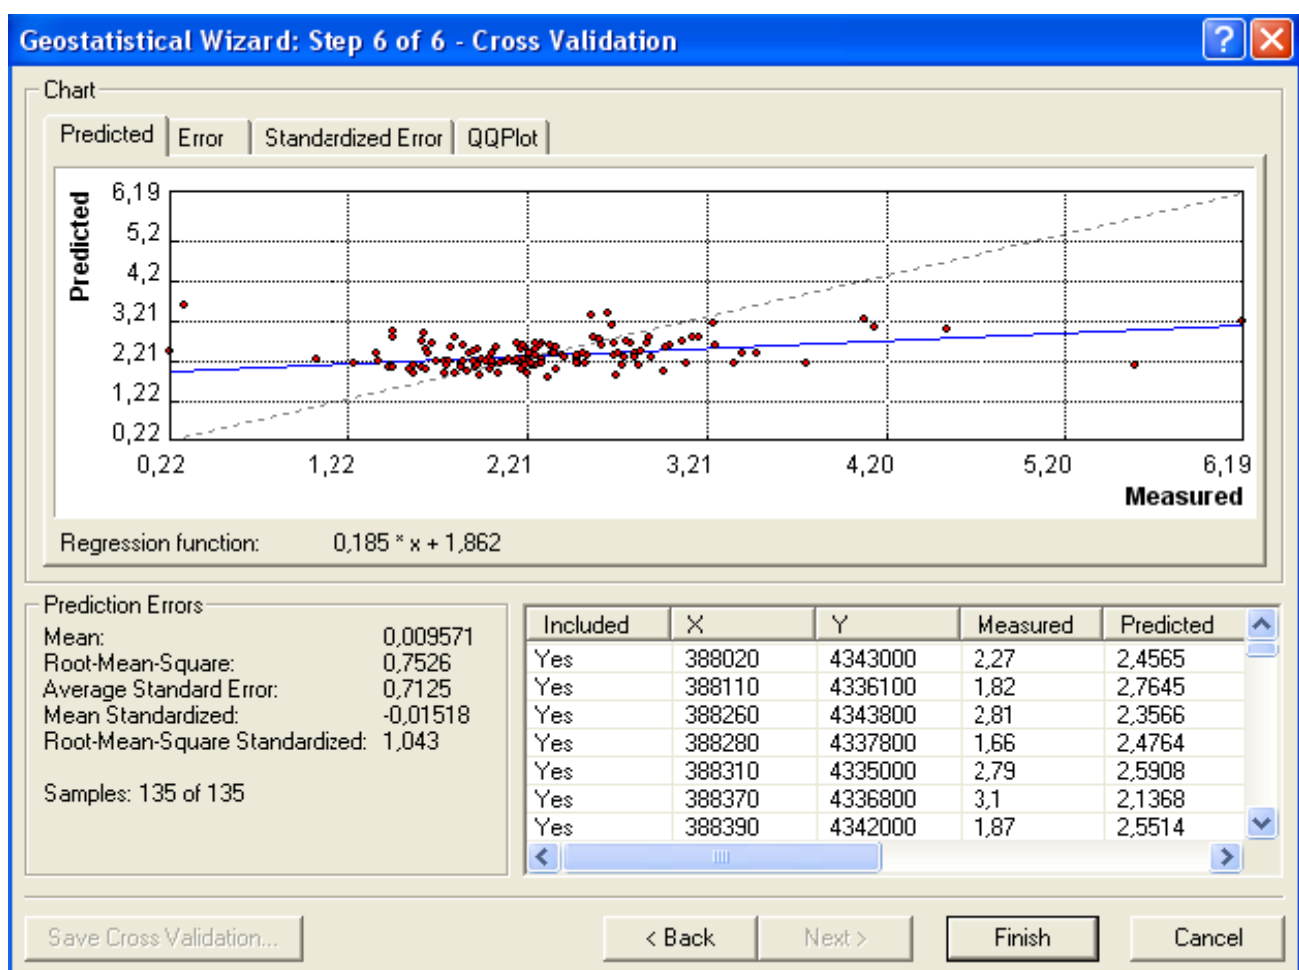 Geostatistical Wizard: Step 6 of 6 - Cross Validation
Chart
Predicted Error Standardized Error QQPlot
Predicted
6,19
5,2
4,2
3,21
2,21
1,22
0,22
0,22 1,22 2,21 3,21 4,20 5,20 6,19
Measured
Regression function: 0,185 * x + 1,862
Prediction Errors
Mean: 0,009571
Root-Mean-Square: 0,7526
Average Standard Error: 0,7125
Mean Standardized: -0,01518
Root-Mean-Square Standardized: 1,043
Samples: 135 of 135
Included X Y Measured Predicted
Yes 388020 4343000 2,27 2,4565
Yes 388110 4336100 1,82 2,7645
Yes 388260 4343800 2,81 2,3566
Yes 388280 4337800 1,66 2,4764
Yes 388310 4335000 2,79 2,5908
Yes 388370 4336800 3,1 2,1368
Yes 388390 4342000 1,87 2,5514
Save Cross Validation... < Back Next > Finish Cancel